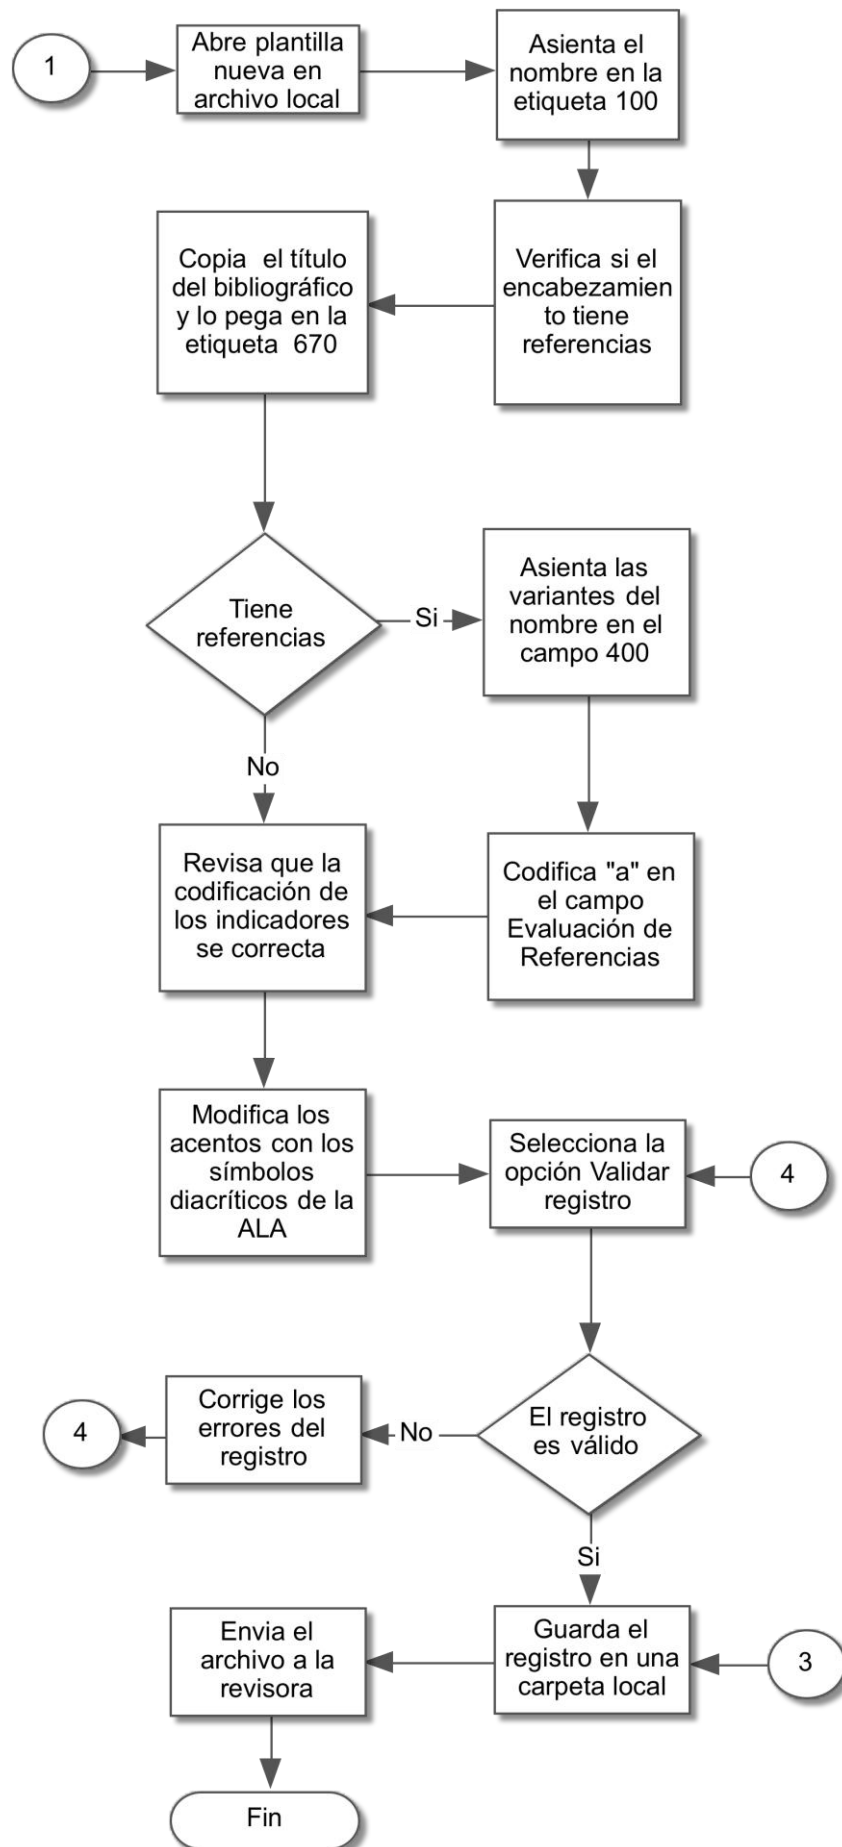 1
Abre plantilla
nueva en
archivo local
Asienta el
nombre en la
etiqueta 100
Copia  el título
del bibliográfico
y lo pega en la
etiqueta  670
Verifica si el
encabezamien
to tiene
referencias
Tiene
referencias
Si
Asienta las
variantes del
nombre en el
campo 400
No
Revisa que la
codificación de
los indicadores
se correcta
Codifica "a" en
el campo
Evaluación de
Referencias
Modifica los
acentos con los
símbolos
diacríticos de la
ALA
Selecciona la
opción Validar
registro
4
4
Corrige los
errores del
registro
No
El registro
es válido
Si
Envia el
archivo a la
revisora
Guarda el
registro en una
carpeta local
3
Fin